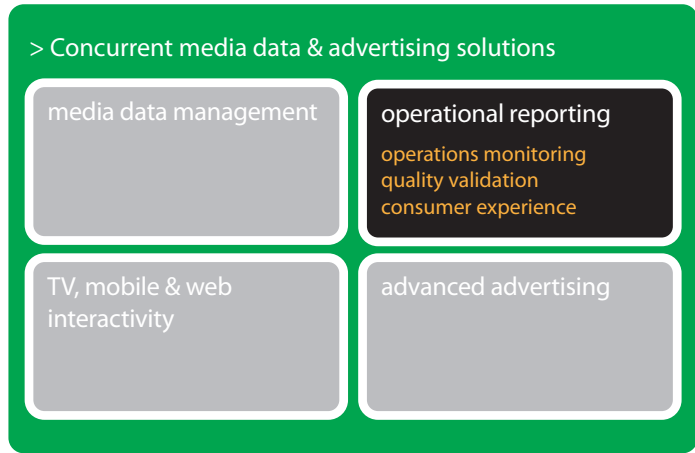 > Concurrent media data & advertising solutions
media data management
operational reporting
operations monitoring
quality validation
consumer experience
TV, mobile & web
interactivity
advanced advertising